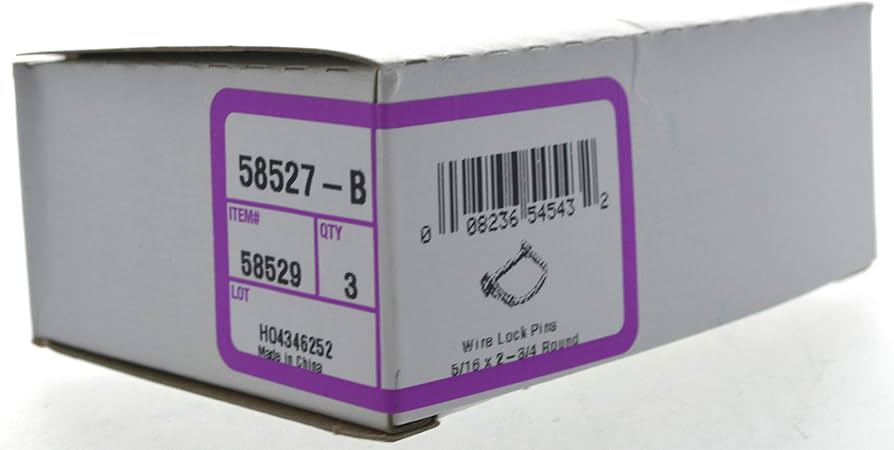 58527-B
ITEM#
58529
QTY
3
LOT
H04346252
Made in China
0 08236 54543 2
Wire Lock Pins
5/16 x 2-3/4 Round